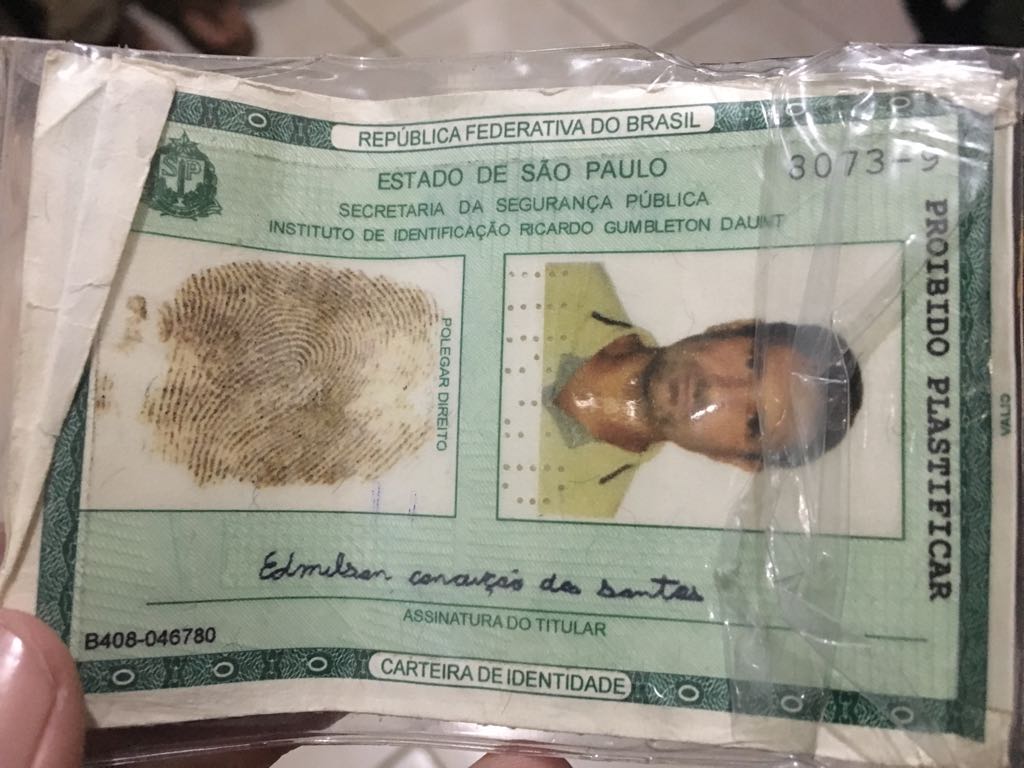 REPÚBLICA FEDERATIVA DO BRASIL
ESTADO DE SÃO PAULO
3073-9
SECRETARIA DA SEGURANÇA PÚBLICA
INSTITUTO DE IDENTIFICAÇÃO RICARDO GUMBLETON DAUNT
SP
POLEGAR DIREITO
PROIBIDO PLASTIFICAR
Edmilson conceição dos santos
ASSINATURA DO TITULAR
B408-046780
CARTEIRA DE IDENTIDADE